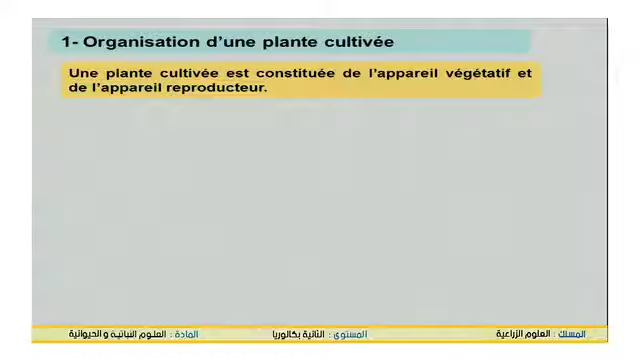 1- Organisation d'une plante cultivée
Une plante cultivée est constituée de l'appareil végétatif et
de l'appareil reproducteur.
المسلك : العلوم الزراعية
المستوى : الثانية بكالوريا
المادة : العلوم النباتية و الحيوانية